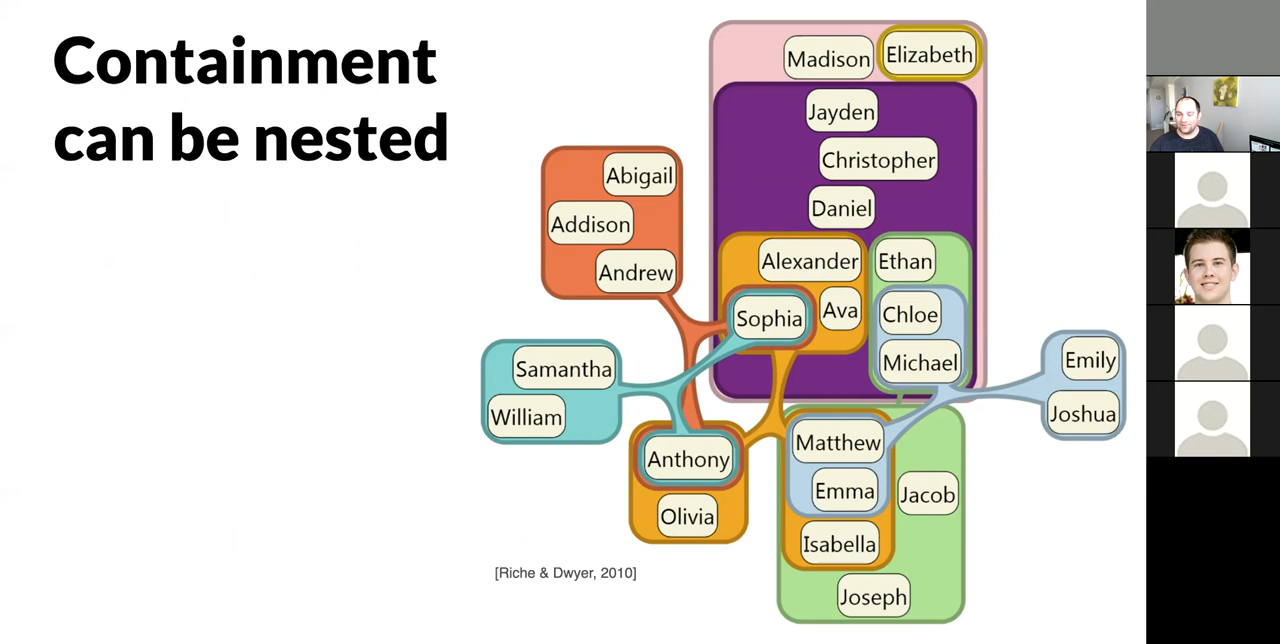 Containment
can be nested
Madison
Elizabeth
Jayden
Christopher
Daniel
Abigail
Addison
Andrew
Alexander
Ethan
Sophia
Ava
Chloe
Michael
Samantha
William
Emily
Joshua
Anthony
Olivia
Matthew
Emma
Jacob
Isabella
Joseph
[Riche & Dwyer, 2010]